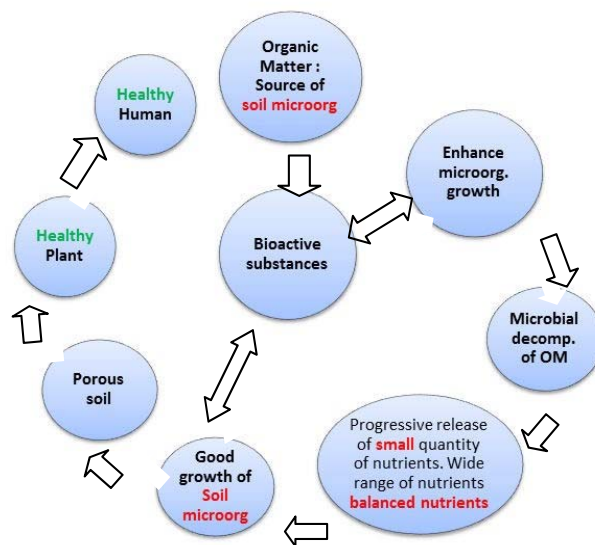 Organic
Matter :
Source of
soil microorg
Healthy
Human
Enhance
microorg.
growth
Bioactive
substances
Healthy
Plant
Microbial
decomp.
of OM
Porous
soil
Progressive release
of small quantity
of nutrients. Wide
range of nutrients
balanced nutrients
Good
growth of
Soil
microorg